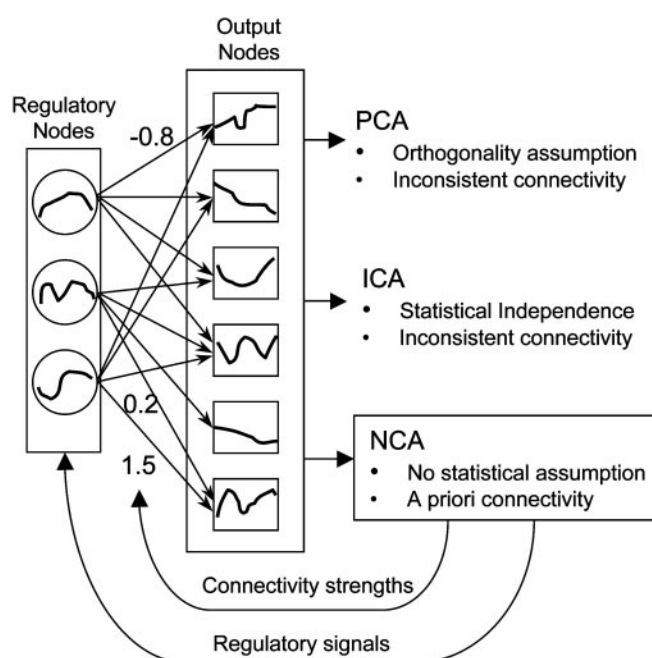 Output
Nodes
Regulatory
Nodes
-0.8
0.2
1.5
PCA
• Orthogonality assumption
• Inconsistent connectivity
ICA
• Statistical Independence
• Inconsistent connectivity
NCA
• No statistical assumption
• A priori connectivity
Connectivity strengths
Regulatory signals